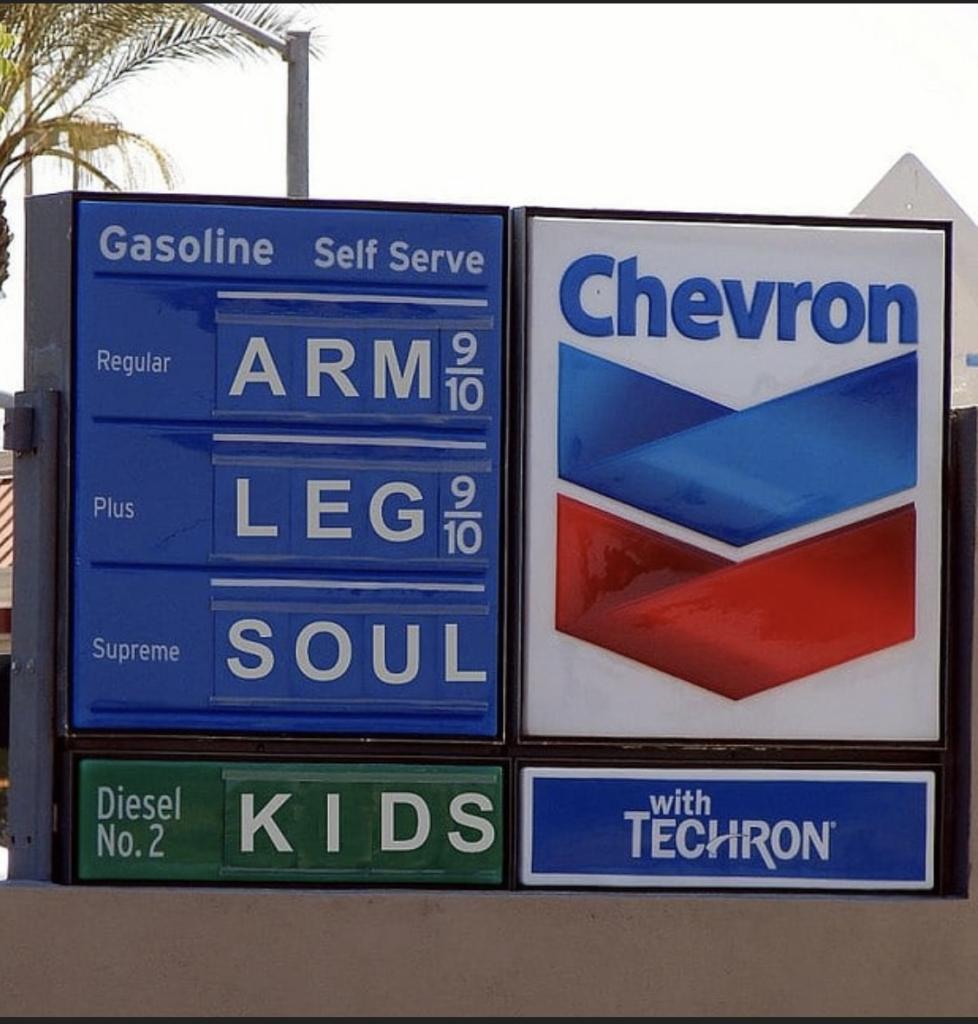 Gasoline Self Serve
Regular ARM 9/10
Plus LEG 9/10
Supreme SOUL
Diesel No. 2 KIDS
Chevron
with
TECHRON®